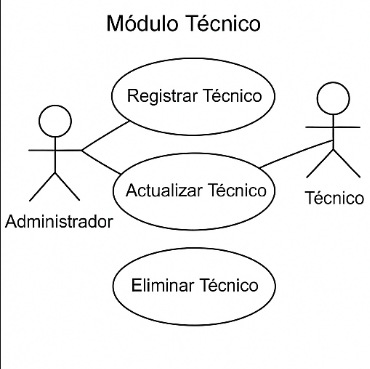 Módulo Técnico
Registrar Técnico
Actualizar Técnico
Administrador
Técnico
Eliminar Técnico